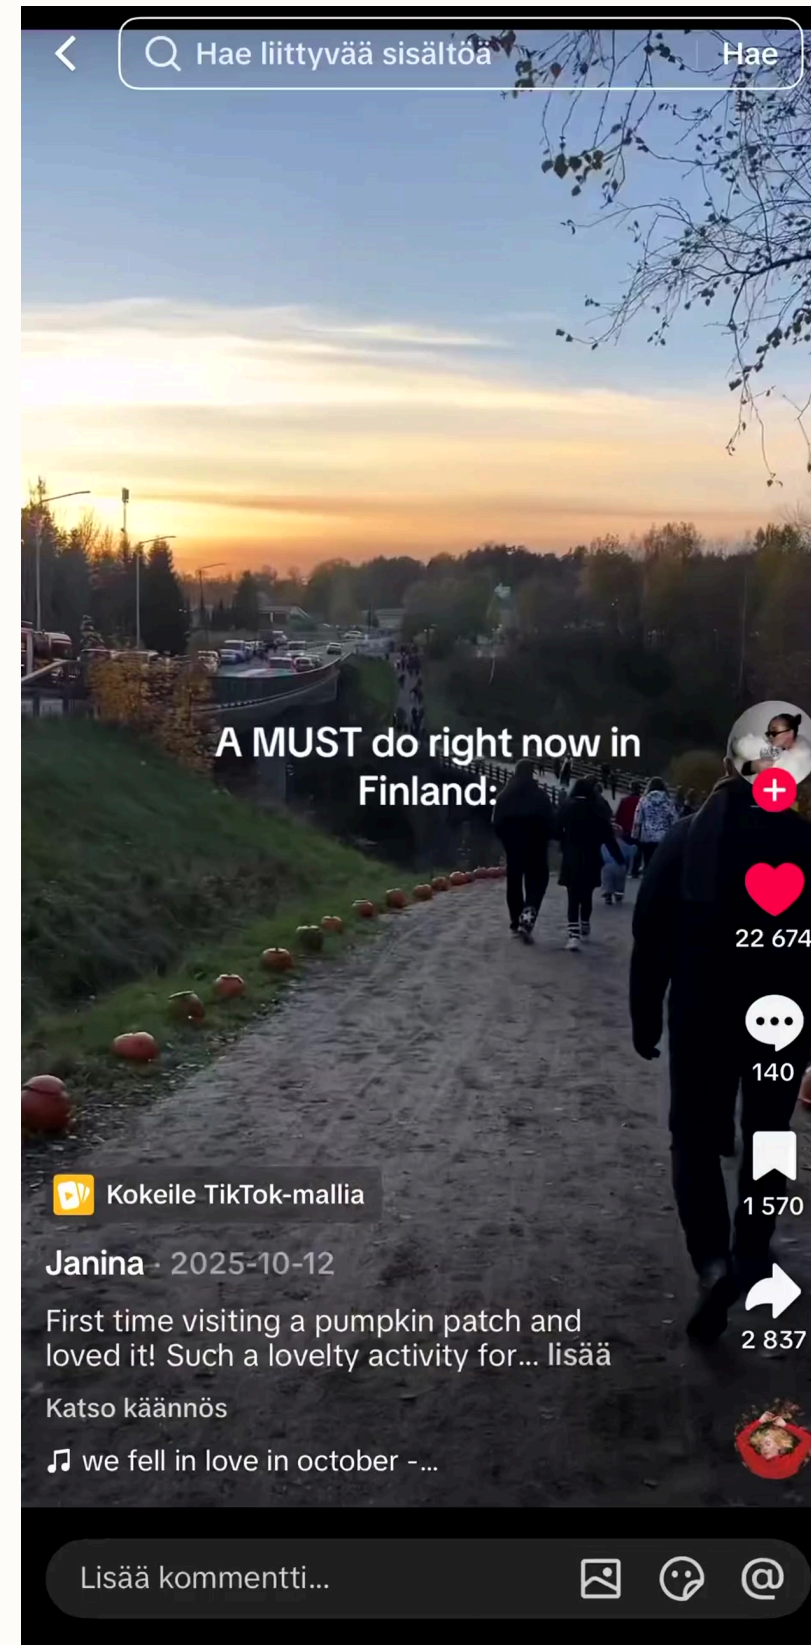 Hae liittyvää sisältöä Hae
A MUST do right now in
Finland:
22 674
140
1 570
2 837
Kokeile TikTok-mallia
Janina · 2025-10-12
First time visiting a pumpkin patch and
loved it! Such a lovelty activity for... lisää
Katso käännös
we fell in love in october -...
Lisää kommentti...